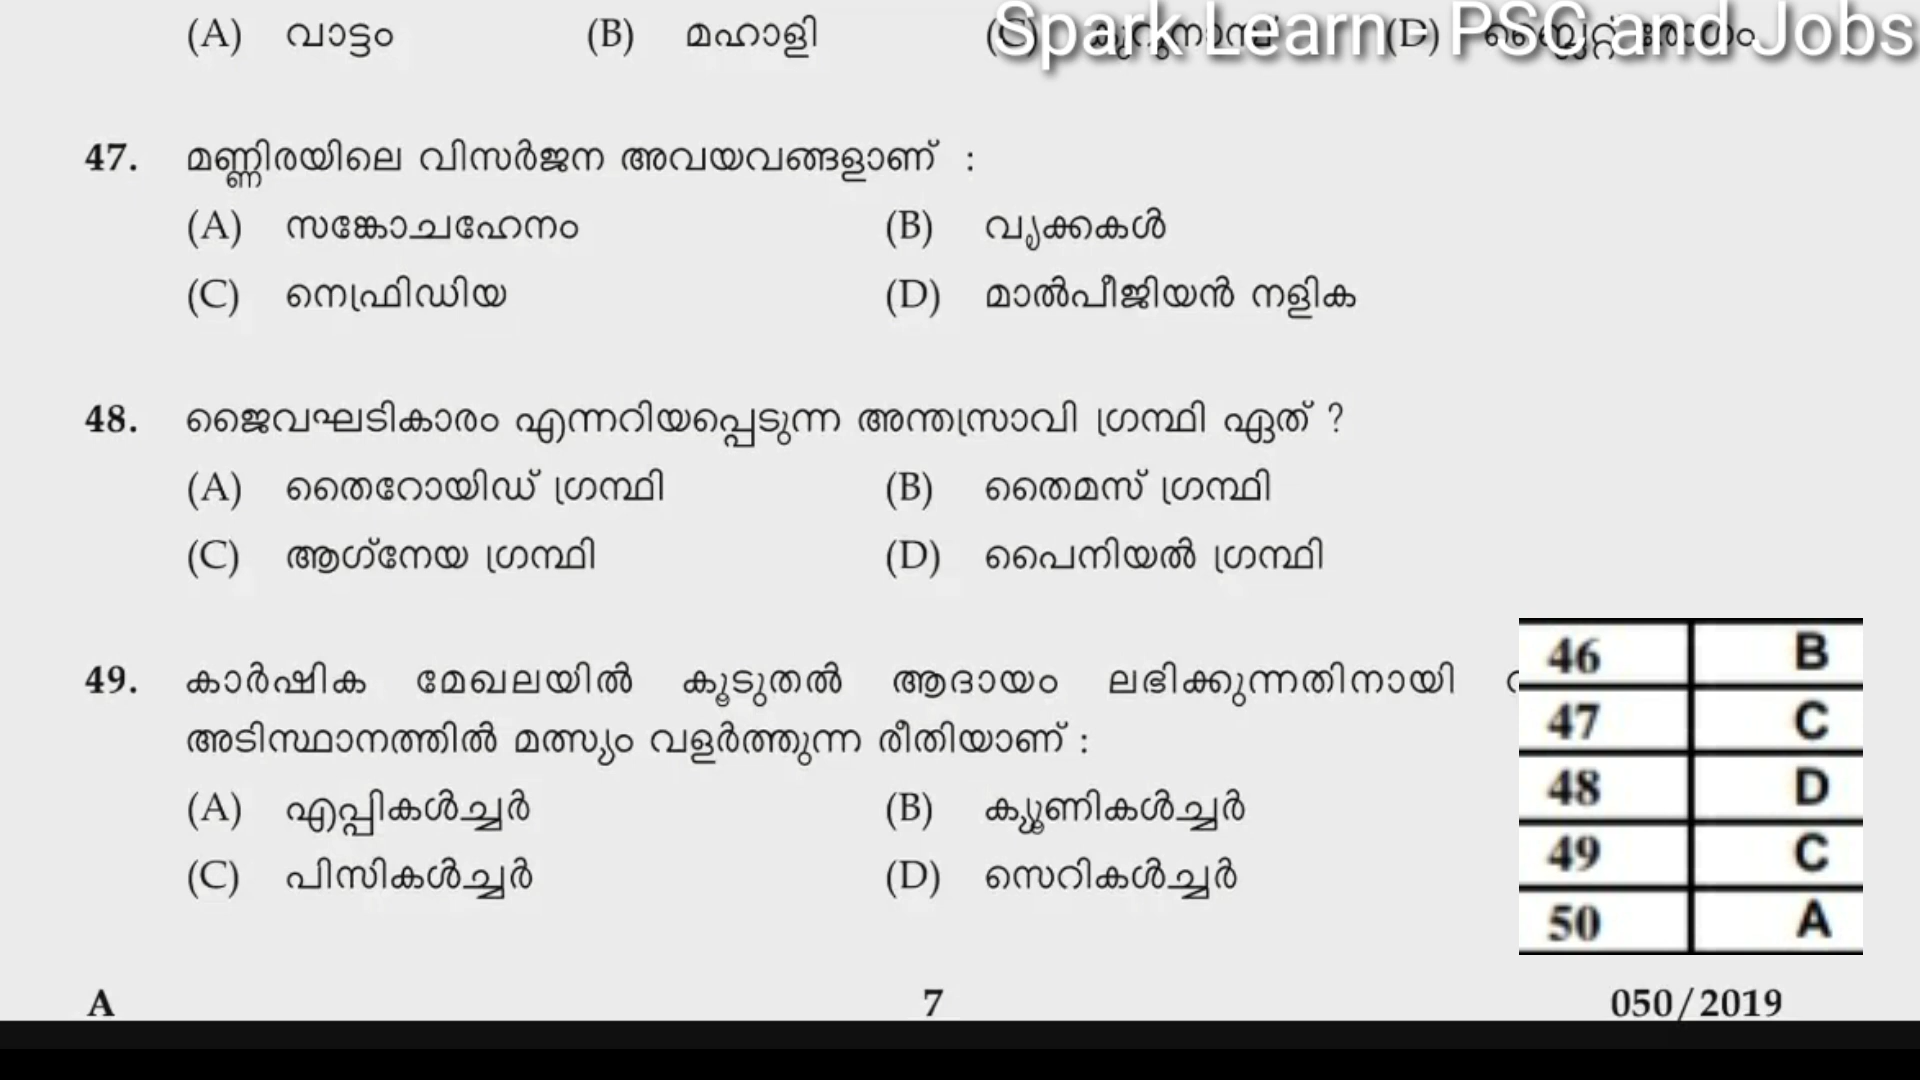 Spark Learn PSC and Jobs
(A) വാട്ടം (B) മഹാളി (C) (D) രോഗം
47. മണ്ണിരയിലെ വിസർജന അവയവങ്ങളാണ് :
(A) സങ്കോചഹേനം (B) വൃക്കകൾ
(C) നെഫ്രിഡിയ (D) മാൽപീജിയൻ നളിക
48. ജൈവഘടികാരം എന്നറിയപ്പെടുന്ന അന്തസ്രാവി ഗ്രന്ഥി ഏത് ?
(A) തൈറോയിഡ് ഗ്രന്ഥി (B) തൈമസ് ഗ്രന്ഥി
(C) ആഗ്നേയ ഗ്രന്ഥി (D) പൈനിയൽ ഗ്രന്ഥി
49. കാർഷിക മേഖലയിൽ കൂടുതൽ ആദായം ലഭിക്കുന്നതിനായി
അടിസ്ഥാനത്തിൽ മത്സ്യം വളർത്തുന്ന രീതിയാണ് :
(A) എപ്പികൾച്ചർ (B) ക്യൂണികൾച്ചർ
(C) പിസികൾച്ചർ (D) സെറികൾച്ചർ
46 B
47 C
48 D
49 C
50 A
A 7 050/2019